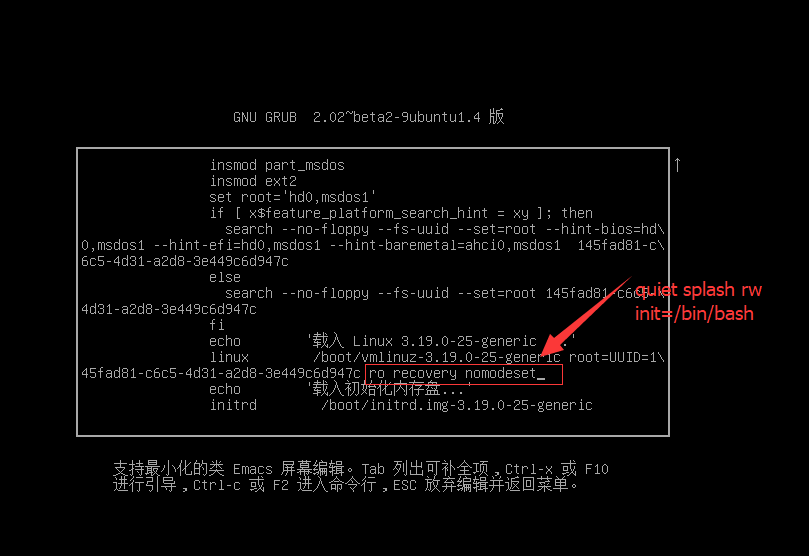 GNU GRUB 2.02~beta2-9ubuntu1.4 版
insmod part_msdos
insmod ext2
set root='hd0,msdos1'
if [ x$feature_platform_search_hint = xy ]; then
search --no-floppy --fs-uuid --set=root --hint-bios=hd\
0,msdos1 --hint-efi=hd0,msdos1 --hint-baremetal=ahci0,msdos1 145fad81-c\
6c5-4d31-a2d8-3e449c6d947c
else
search --no-floppy --fs-uuid --set=root 145fad81-c6c5-\
4d31-a2d8-3e449c6d947c
fi
echo '载入 Linux 3.19.0-25-generic ...'
linux /boot/vmlinuz-3.19.0-25-generic root=UUID=1\
45fad81-c6c5-4d31-a2d8-3e449c6d947c ro recovery nomodeset_
echo '载入初始化内存盘...'
initrd /boot/initrd.img-3.19.0-25-generic
quiet splash rw
init=/bin/bash
支持最小化的类 Emacs 屏幕编辑。Tab 列出可补全项,Ctrl-x 或 F10
进行引导,Ctrl-c 或 F2 进入命令行,ESC 放弃编辑并返回菜单。